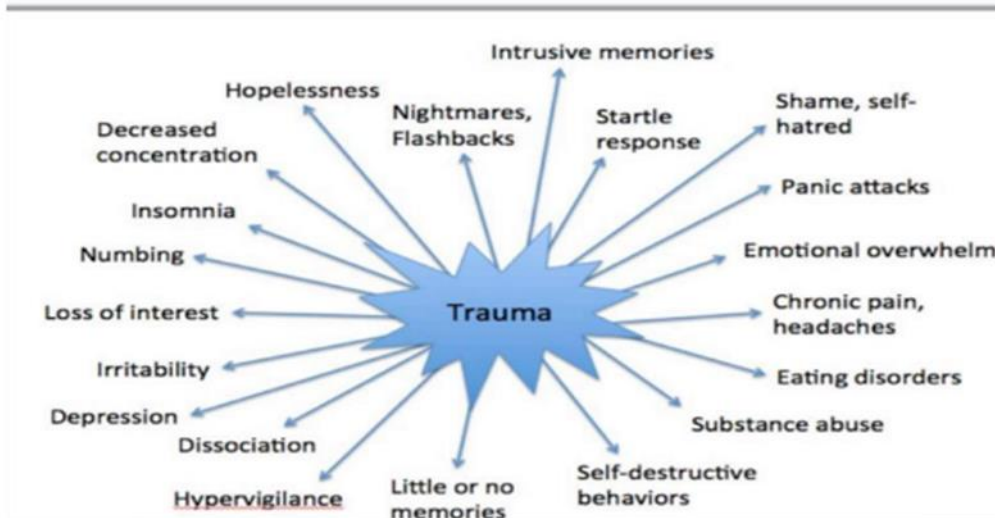 Intrusive memories
Hopelessness
Nightmares,
Flashbacks
Startle
response
Shame, self-
hatred
Decreased
concentration
Panic attacks
Insomnia
Numbing
Emotional overwhelm
Loss of interest
Trauma
Chronic pain,
headaches
Irritability
Eating disorders
Depression
Substance abuse
Dissociation
Self-destructive
behaviors
Hypervigilance
Little or no
memories